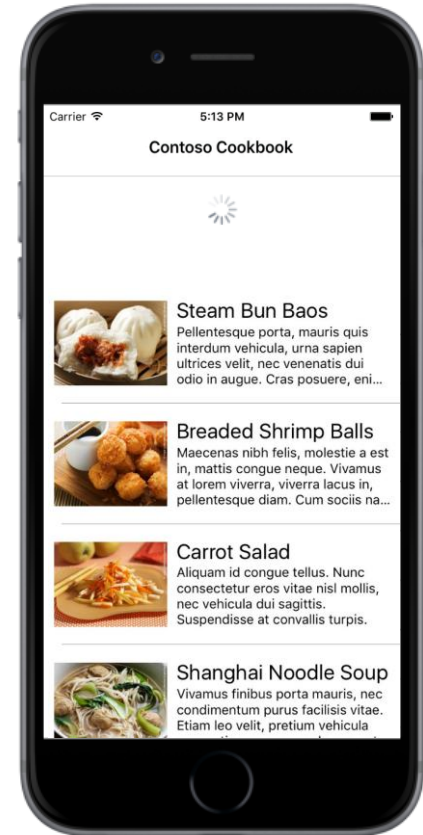 Carrier 5:13 PM
Contoso Cookbook
Steam Bun Baos
Pellentesque porta, mauris quis
interdum vehicula, urna sapien
ultrices velit, nec venenatis dui
odio in augue. Cras posuere, eni...
Breaded Shrimp Balls
Maecenas nibh felis, molestie a est
in, mattis congue neque. Vivamus
at lorem viverra, viverra lacus in,
pellentesque diam. Cum sociis na...
Carrot Salad
Aliquam id congue tellus. Nunc
consectetur eros vitae nisl mollis,
nec vehicula dui sagittis.
Suspendisse at convallis turpis.
Shanghai Noodle Soup
Vivamus finibus porta mauris, nec
condimentum purus facilisis vitae.
Etiam leo velit, pretium vehicula